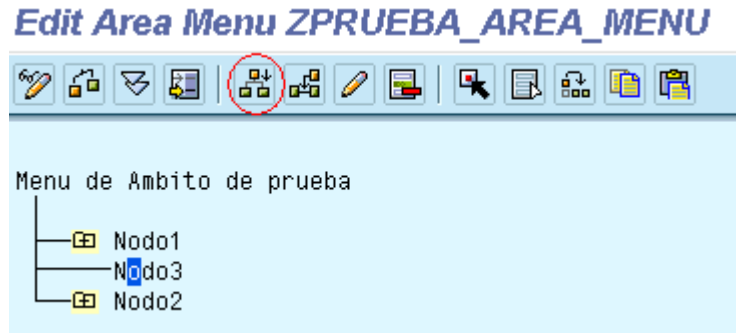 Edit Area Menu ZPRUEBA_AREA_MENU
Menu de Ambito de prueba
Nodo1
Nodo3
Nodo2